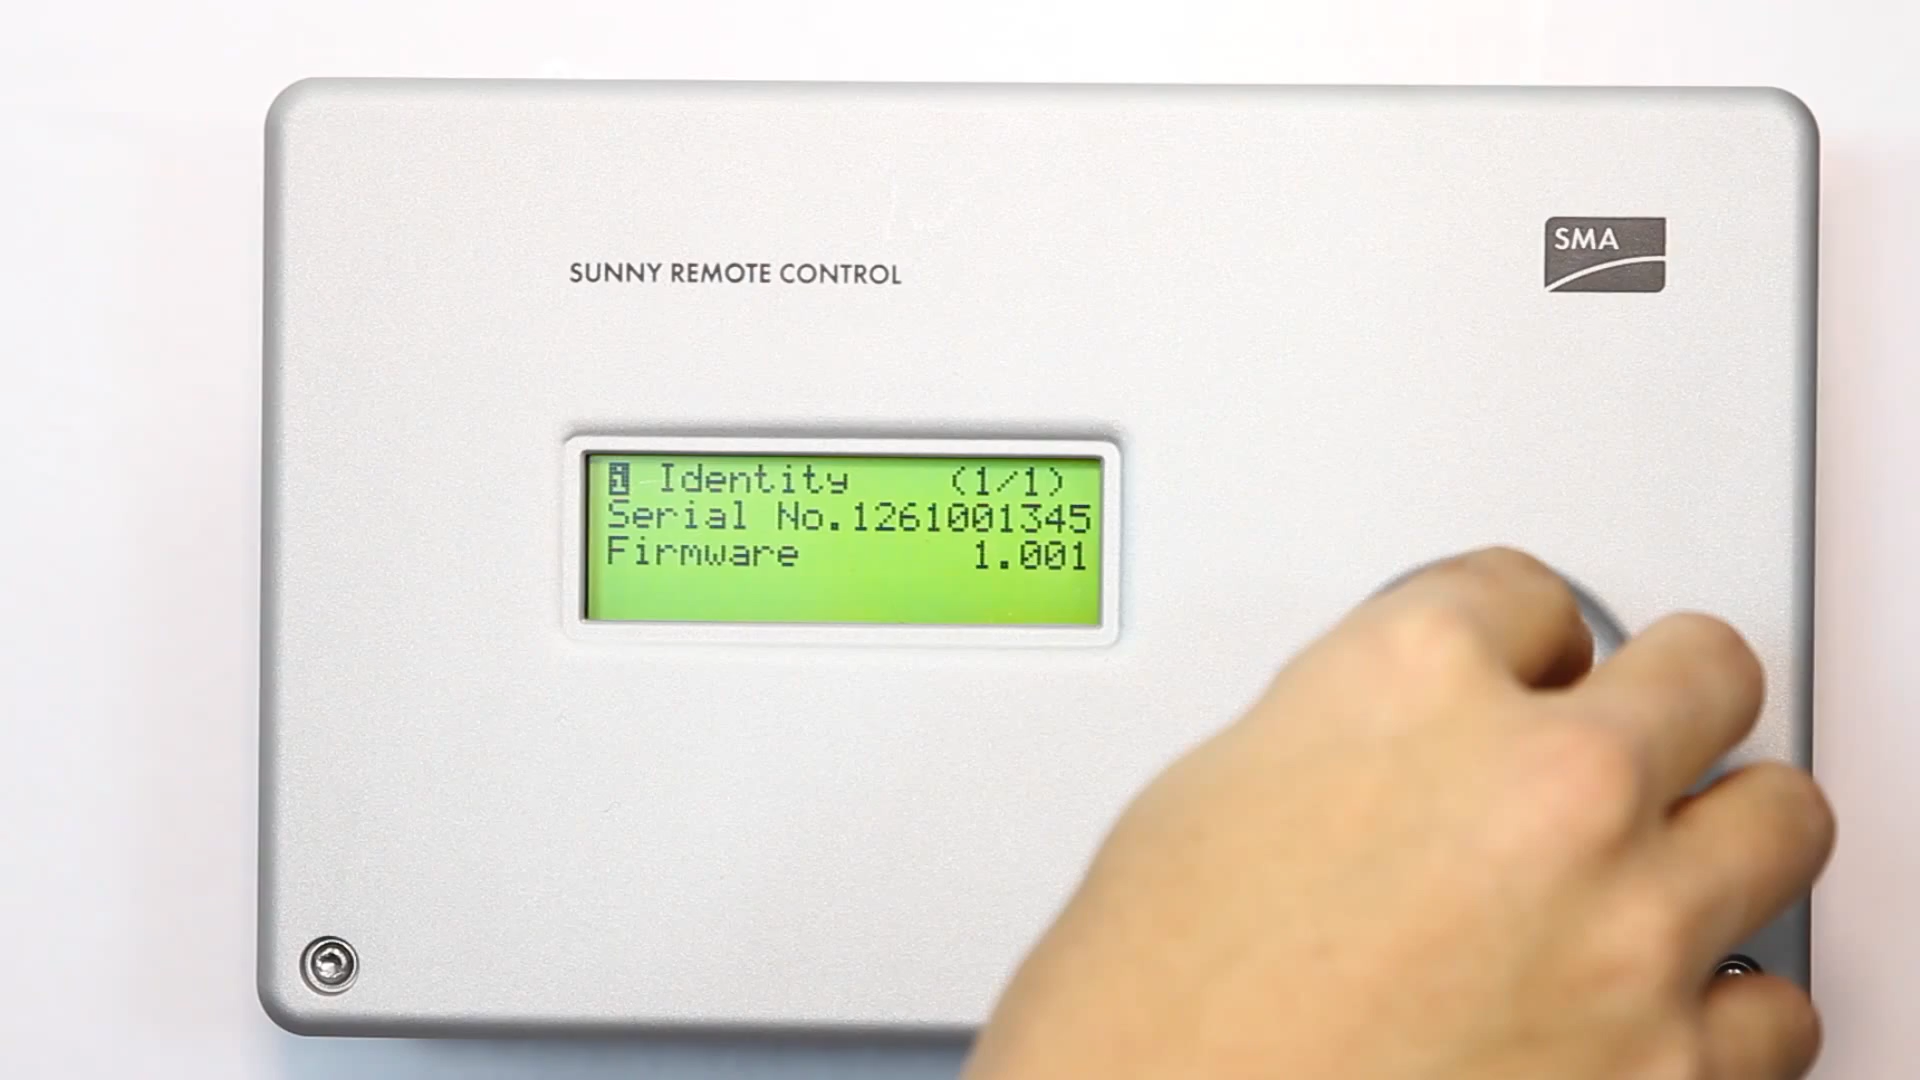 SMA
SUNNY REMOTE CONTROL
i Identity (1/1)
Serial No.1261001345
Firmware 1.001